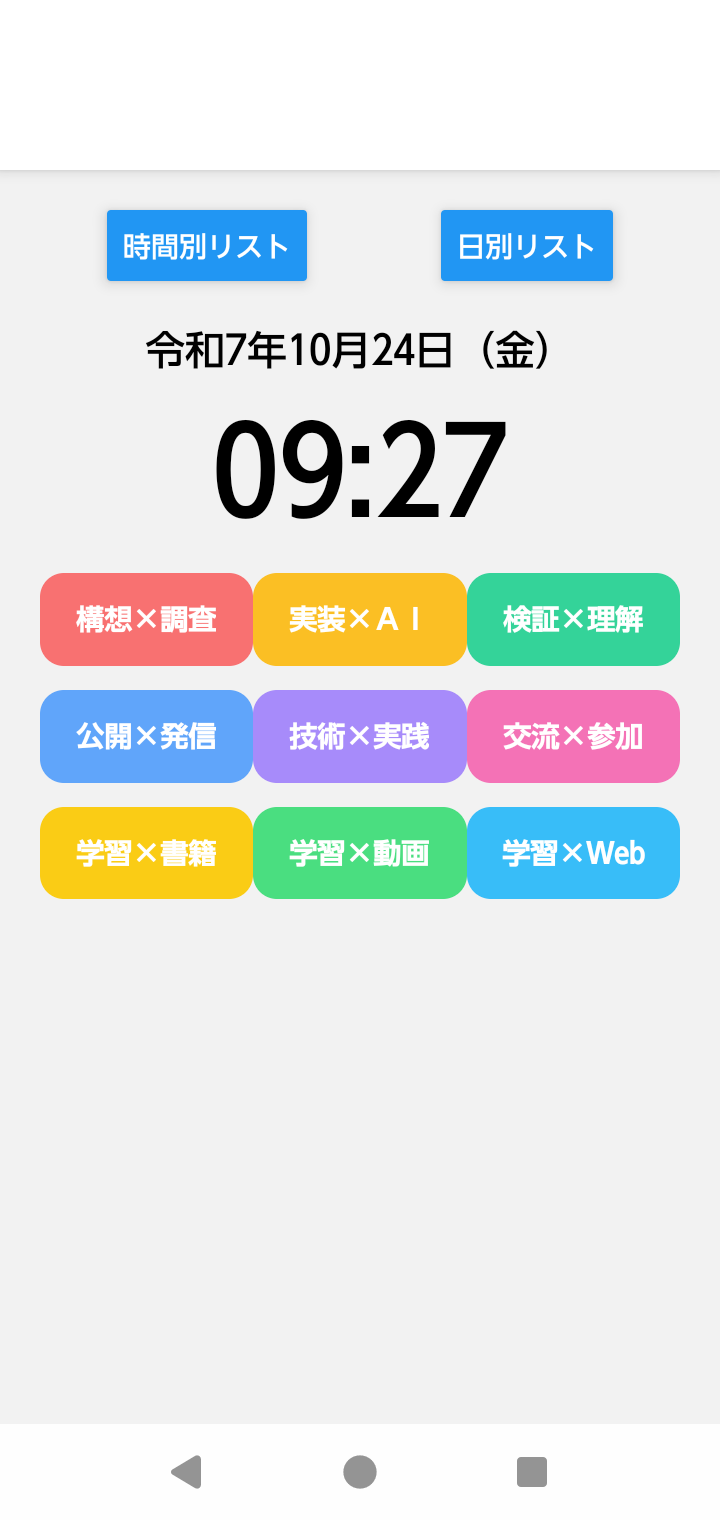 時間別リスト 日別リスト
令和7年10月24日（金）
09:27
構想×調査 実装×ＡＩ 検証×理解
公開×発信 技術×実践 交流×参加
学習×書籍 学習×動画 学習×Web